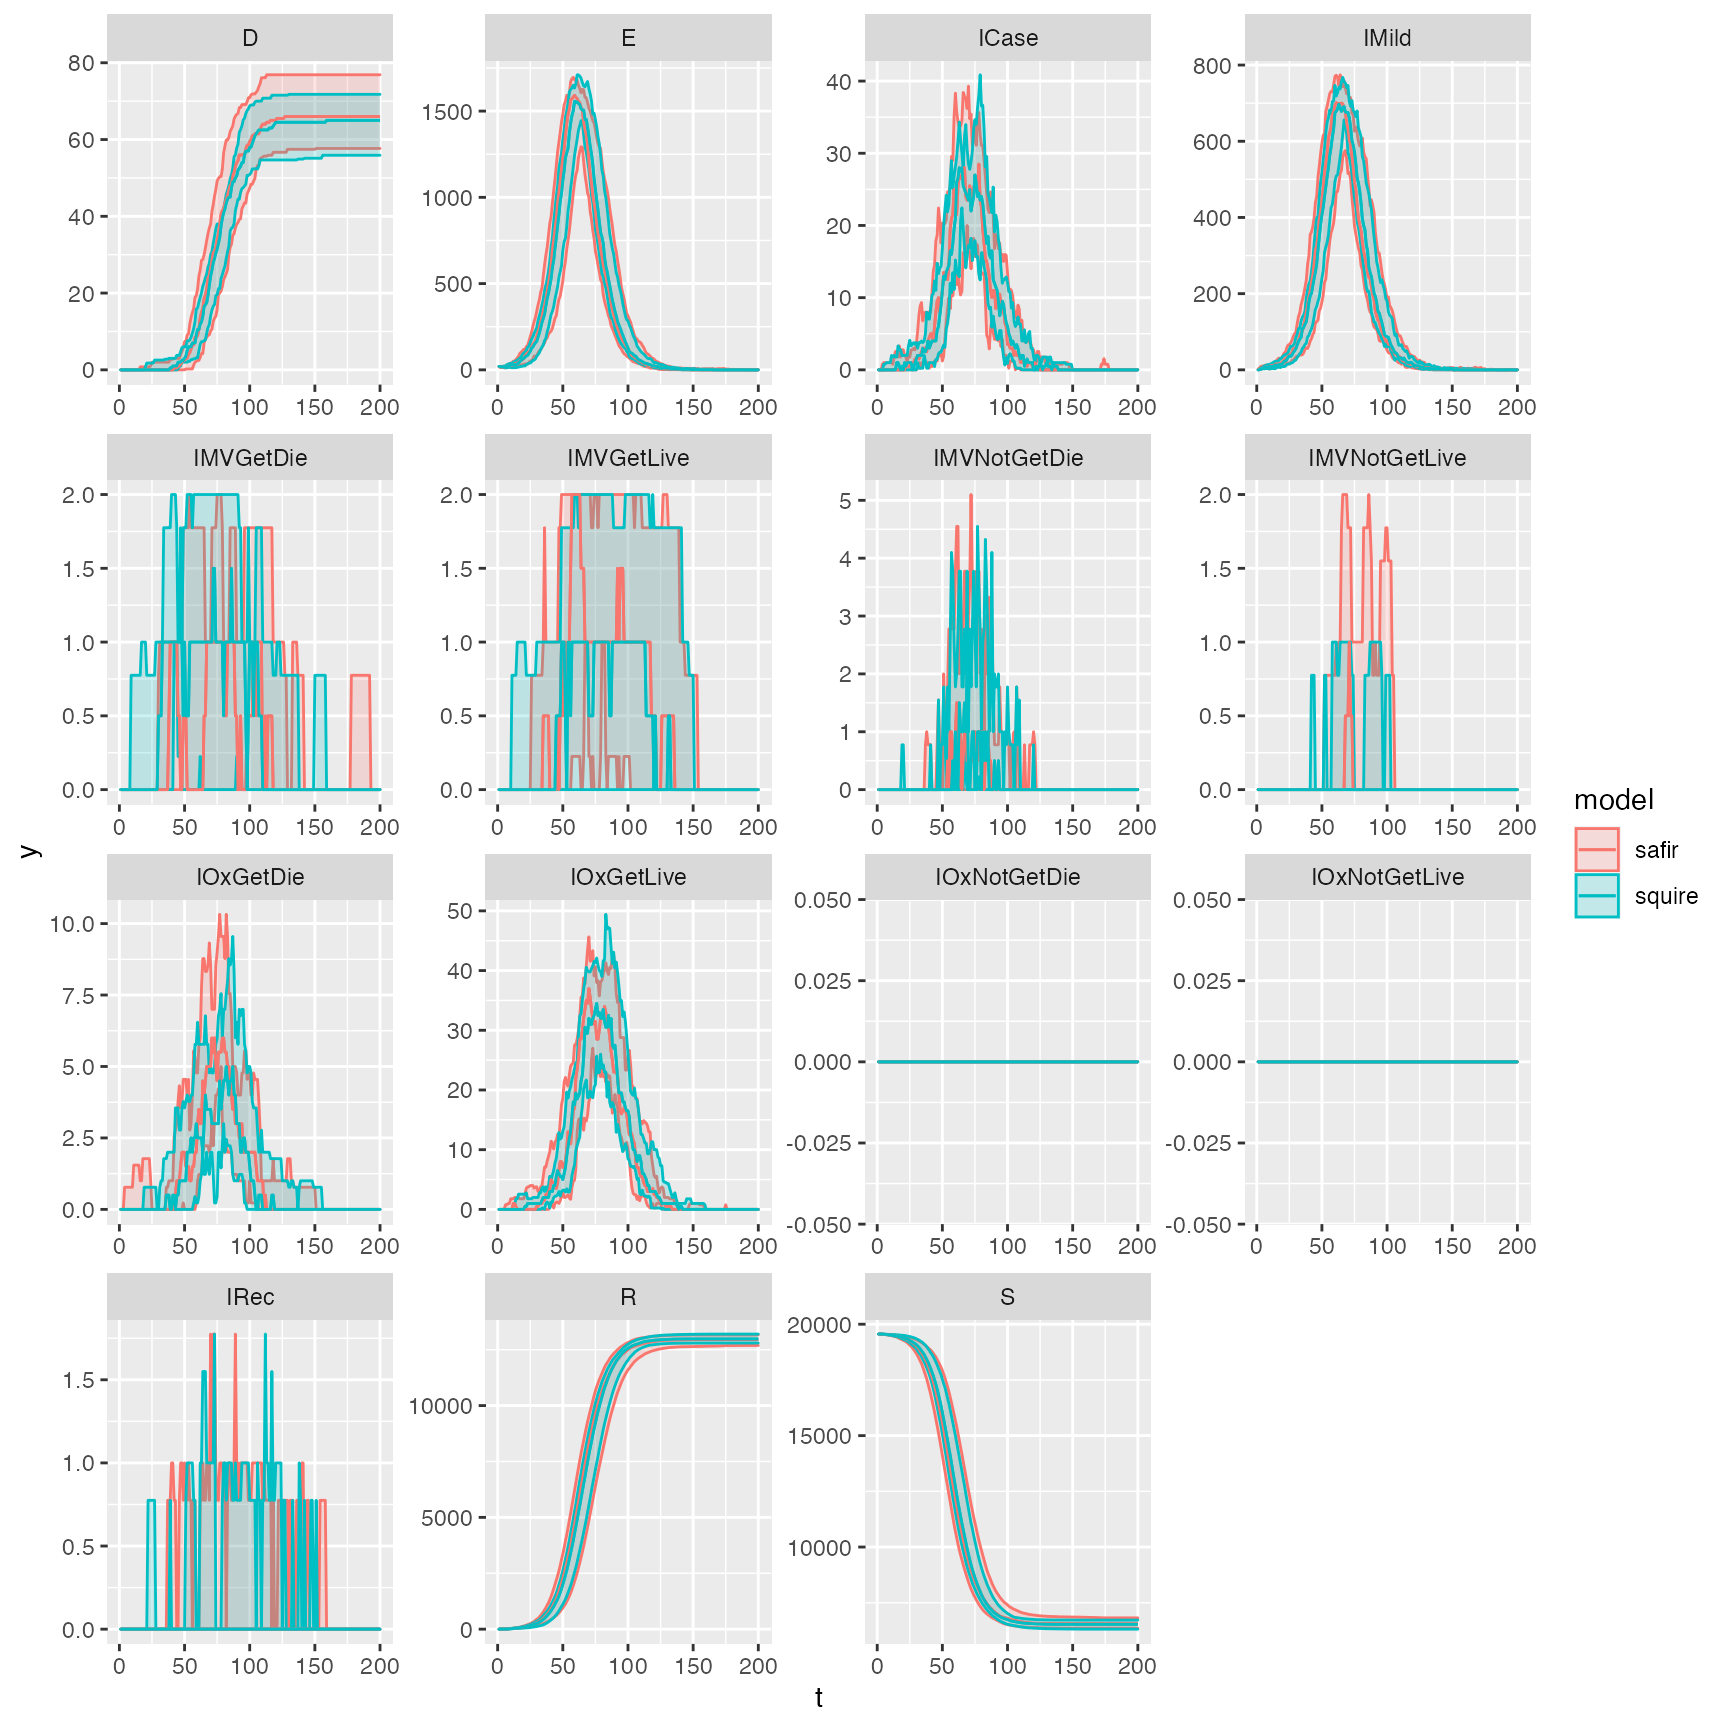 D E ICase IMild
80 60 40 20 0
1500 1000 500 0
40 30 20 10 0
800 600 400 200 0
0 50 100 150 200 0 50 100 150 200 0 50 100 150 200 0 50 100 150 200
IMVGetDie IMVGetLive IMVNotGetDie IMVNotGetLive
2.0 1.5 1.0 0.5 0.0
2.0 1.5 1.0 0.5 0.0
5 4 3 2 1 0
2.0 1.5 1.0 0.5 0.0
0 50 100 150 200 0 50 100 150 200 0 50 100 150 200 0 50 100 150 200
IOxGetDie IOxGetLive IOxNotGetDie IOxNotGetLive
10.0 7.5 5.0 2.5 0.0
50 40 30 20 10 0
0.050 0.025 0.000 -0.025 -0.050
0.050 0.025 0.000 -0.025 -0.050
0 50 100 150 200 0 50 100 150 200 0 50 100 150 200 0 50 100 150 200
IRec R S
1.5 1.0 0.5 0.0
10000 5000 0
20000 15000 10000
0 50 100 150 200 0 50 100 150 200 0 50 100 150 200
y
t
model
safir
squire